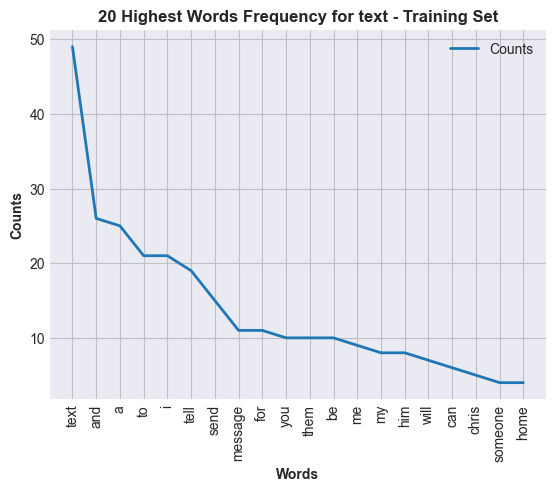 20 Highest Words Frequency for text - Training Set
Counts
50
40
30
20
10
Counts
text
and
a
to
i
tell
send
message
for
you
them
be
me
my
him
will
can
chris
someone
home
Words